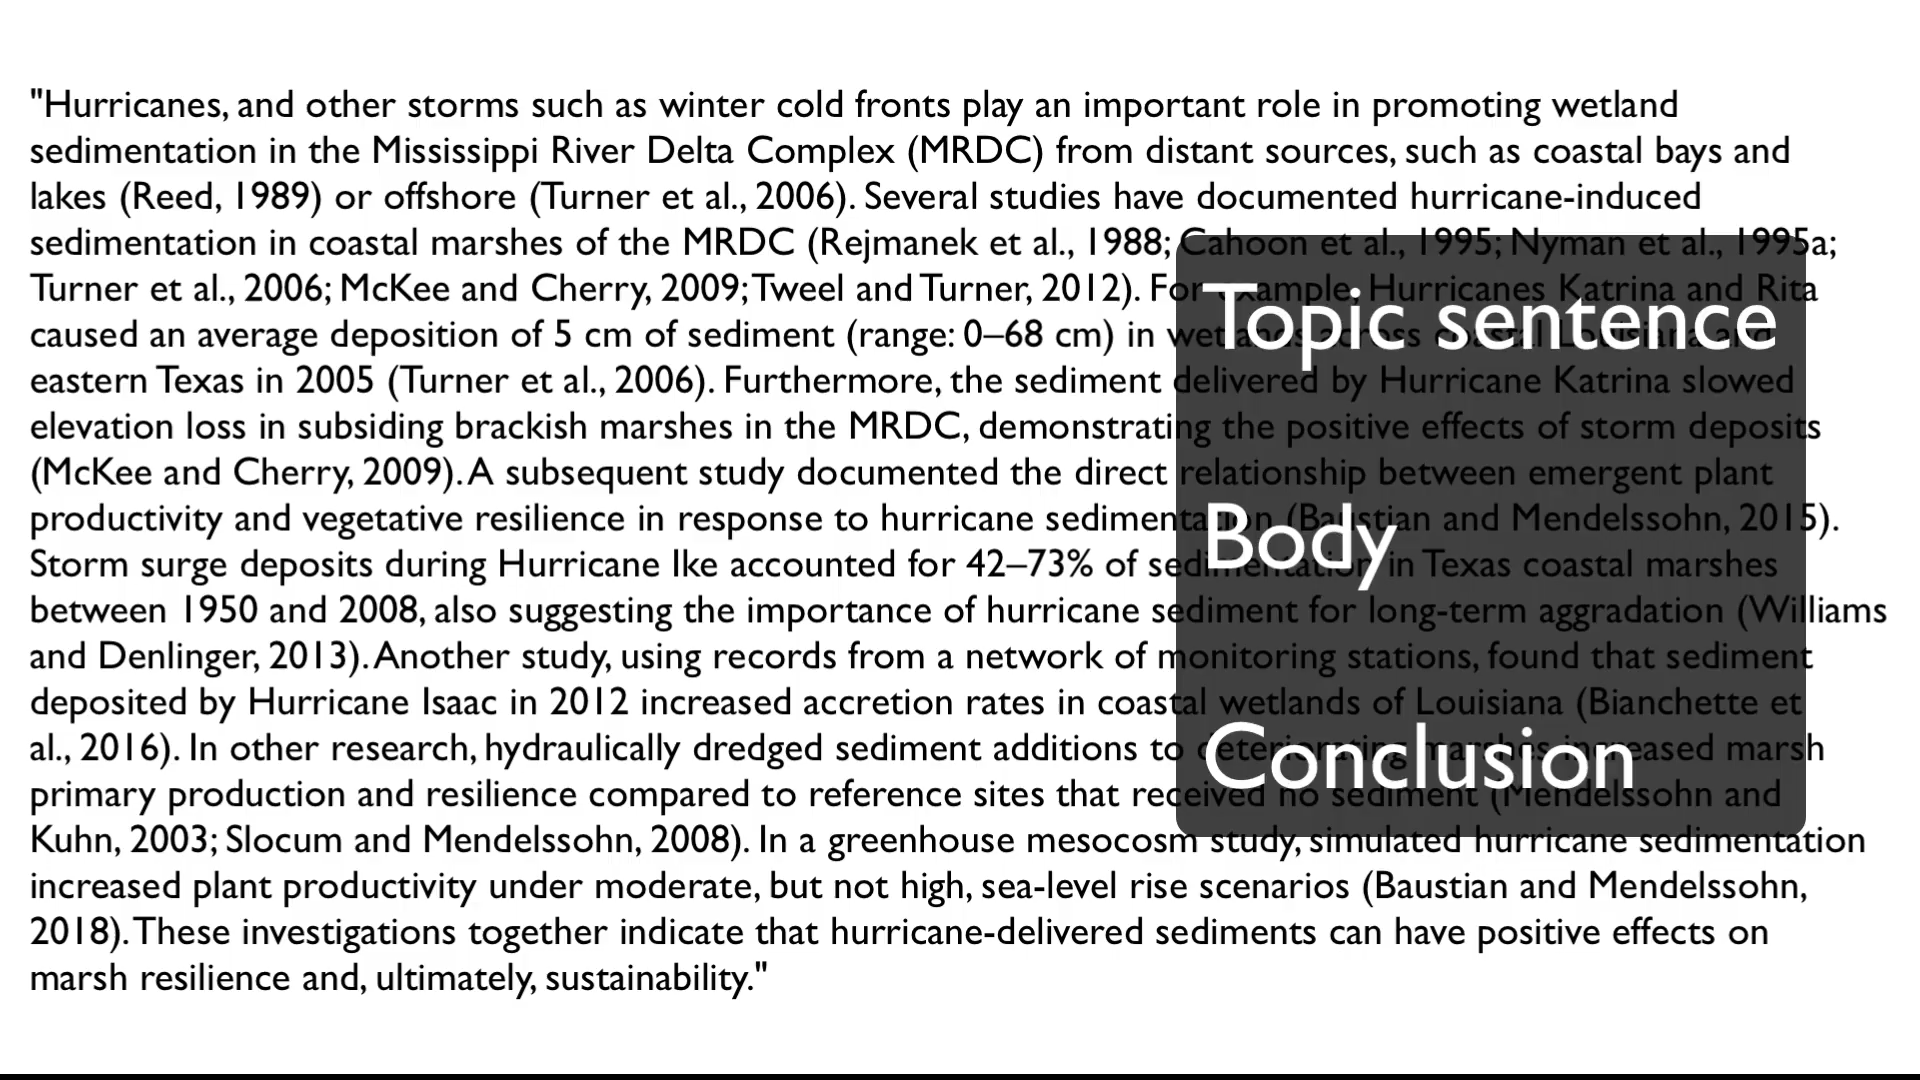 "Hurricanes, and other storms such as winter cold fronts play an important role in promoting wetland
sedimentation in the Mississippi River Delta Complex (MRDC) from distant sources, such as coastal bays and
lakes (Reed, 1989) or offshore (Turner et al., 2006). Several studies have documented hurricane-induced
sedimentation in coastal marshes of the MRDC (Rejmanek et al., 1988; Cahoon et al., 1995; Nyman et al., 1995a;
Turner et al., 2006; McKee and Cherry, 2009; Tweel and Turner, 2012). For example, Hurricanes Katrina and Rita
caused an average deposition of 5 cm of sediment (range: 0–68 cm) in wetlands across coastal Louisiana and
eastern Texas in 2005 (Turner et al., 2006). Furthermore, the sediment delivered by Hurricane Katrina slowed
elevation loss in subsiding brackish marshes in the MRDC, demonstrating the positive effects of storm deposits
(McKee and Cherry, 2009). A subsequent study documented the direct relationship between emergent plant
productivity and vegetative resilience in response to hurricane sedimentation (Baustian and Mendelssohn, 2015).
Storm surge deposits during Hurricane Ike accounted for 42–73% of sedimentation in Texas coastal marshes
between 1950 and 2008, also suggesting the importance of hurricane sediment for long-term aggradation (Williams
and Denlinger, 2013). Another study, using records from a network of monitoring stations, found that sediment
deposited by Hurricane Isaac in 2012 increased accretion rates in coastal wetlands of Louisiana (Bianchette et
al., 2016). In other research, hydraulically dredged sediment additions to deteriorating marshes increased marsh
primary production and resilience compared to reference sites that received no sediment (Mendelssohn and
Kuhn, 2003; Slocum and Mendelssohn, 2008). In a greenhouse mesocosm study, simulated hurricane sedimentation
increased plant productivity under moderate, but not high, sea-level rise scenarios (Baustian and Mendelssohn,
2018). These investigations together indicate that hurricane-delivered sediments can have positive effects on
marsh resilience and, ultimately, sustainability."
Topic sentence
Body
Conclusion